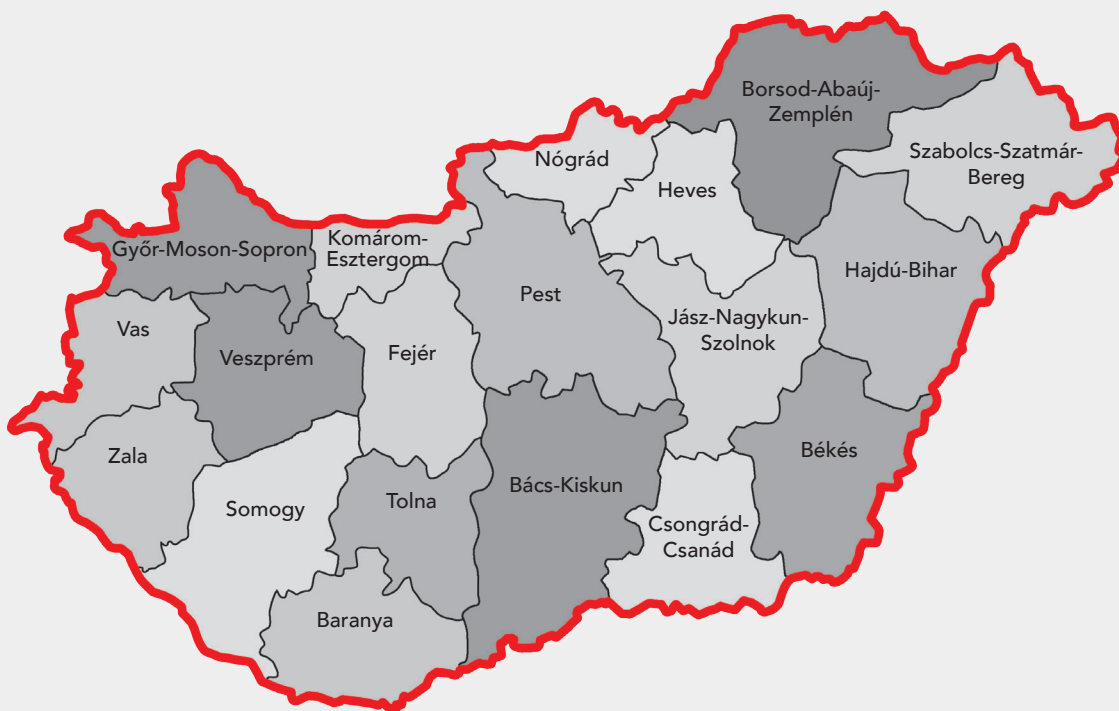 Borsod-Abaúj-
Zemplén
Szabolcs-Szatmár-
Bereg
Nógrád
Heves
Győr-Moson-Sopron
Komárom-
Esztergom
Pest
Hajdú-Bihar
Vas
Veszprém
Fejér
Jász-Nagykun-
Szolnok
Zala
Somogy
Tolna
Bács-Kiskun
Békés
Csongrád-
Csanád
Baranya